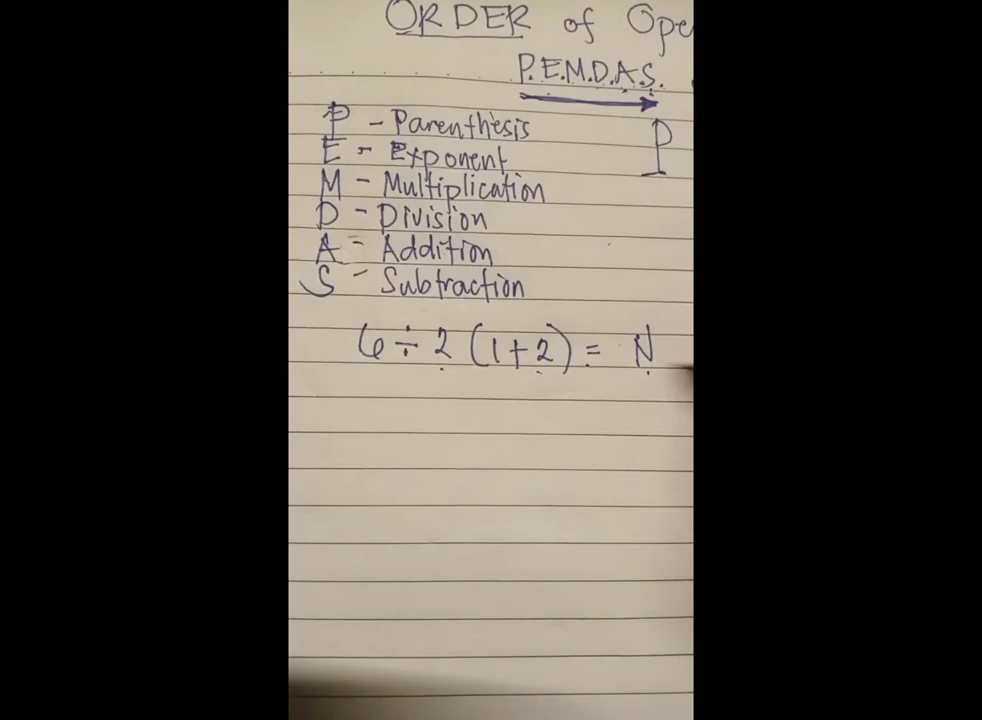 ORDER of Ope
P.E.M.D.A.S.
P - Parenthesis
P
E - Exponent
M - Multiplication
D - Division
A - Addition
S - Subtraction
6 ÷ 2 (1+2) = N